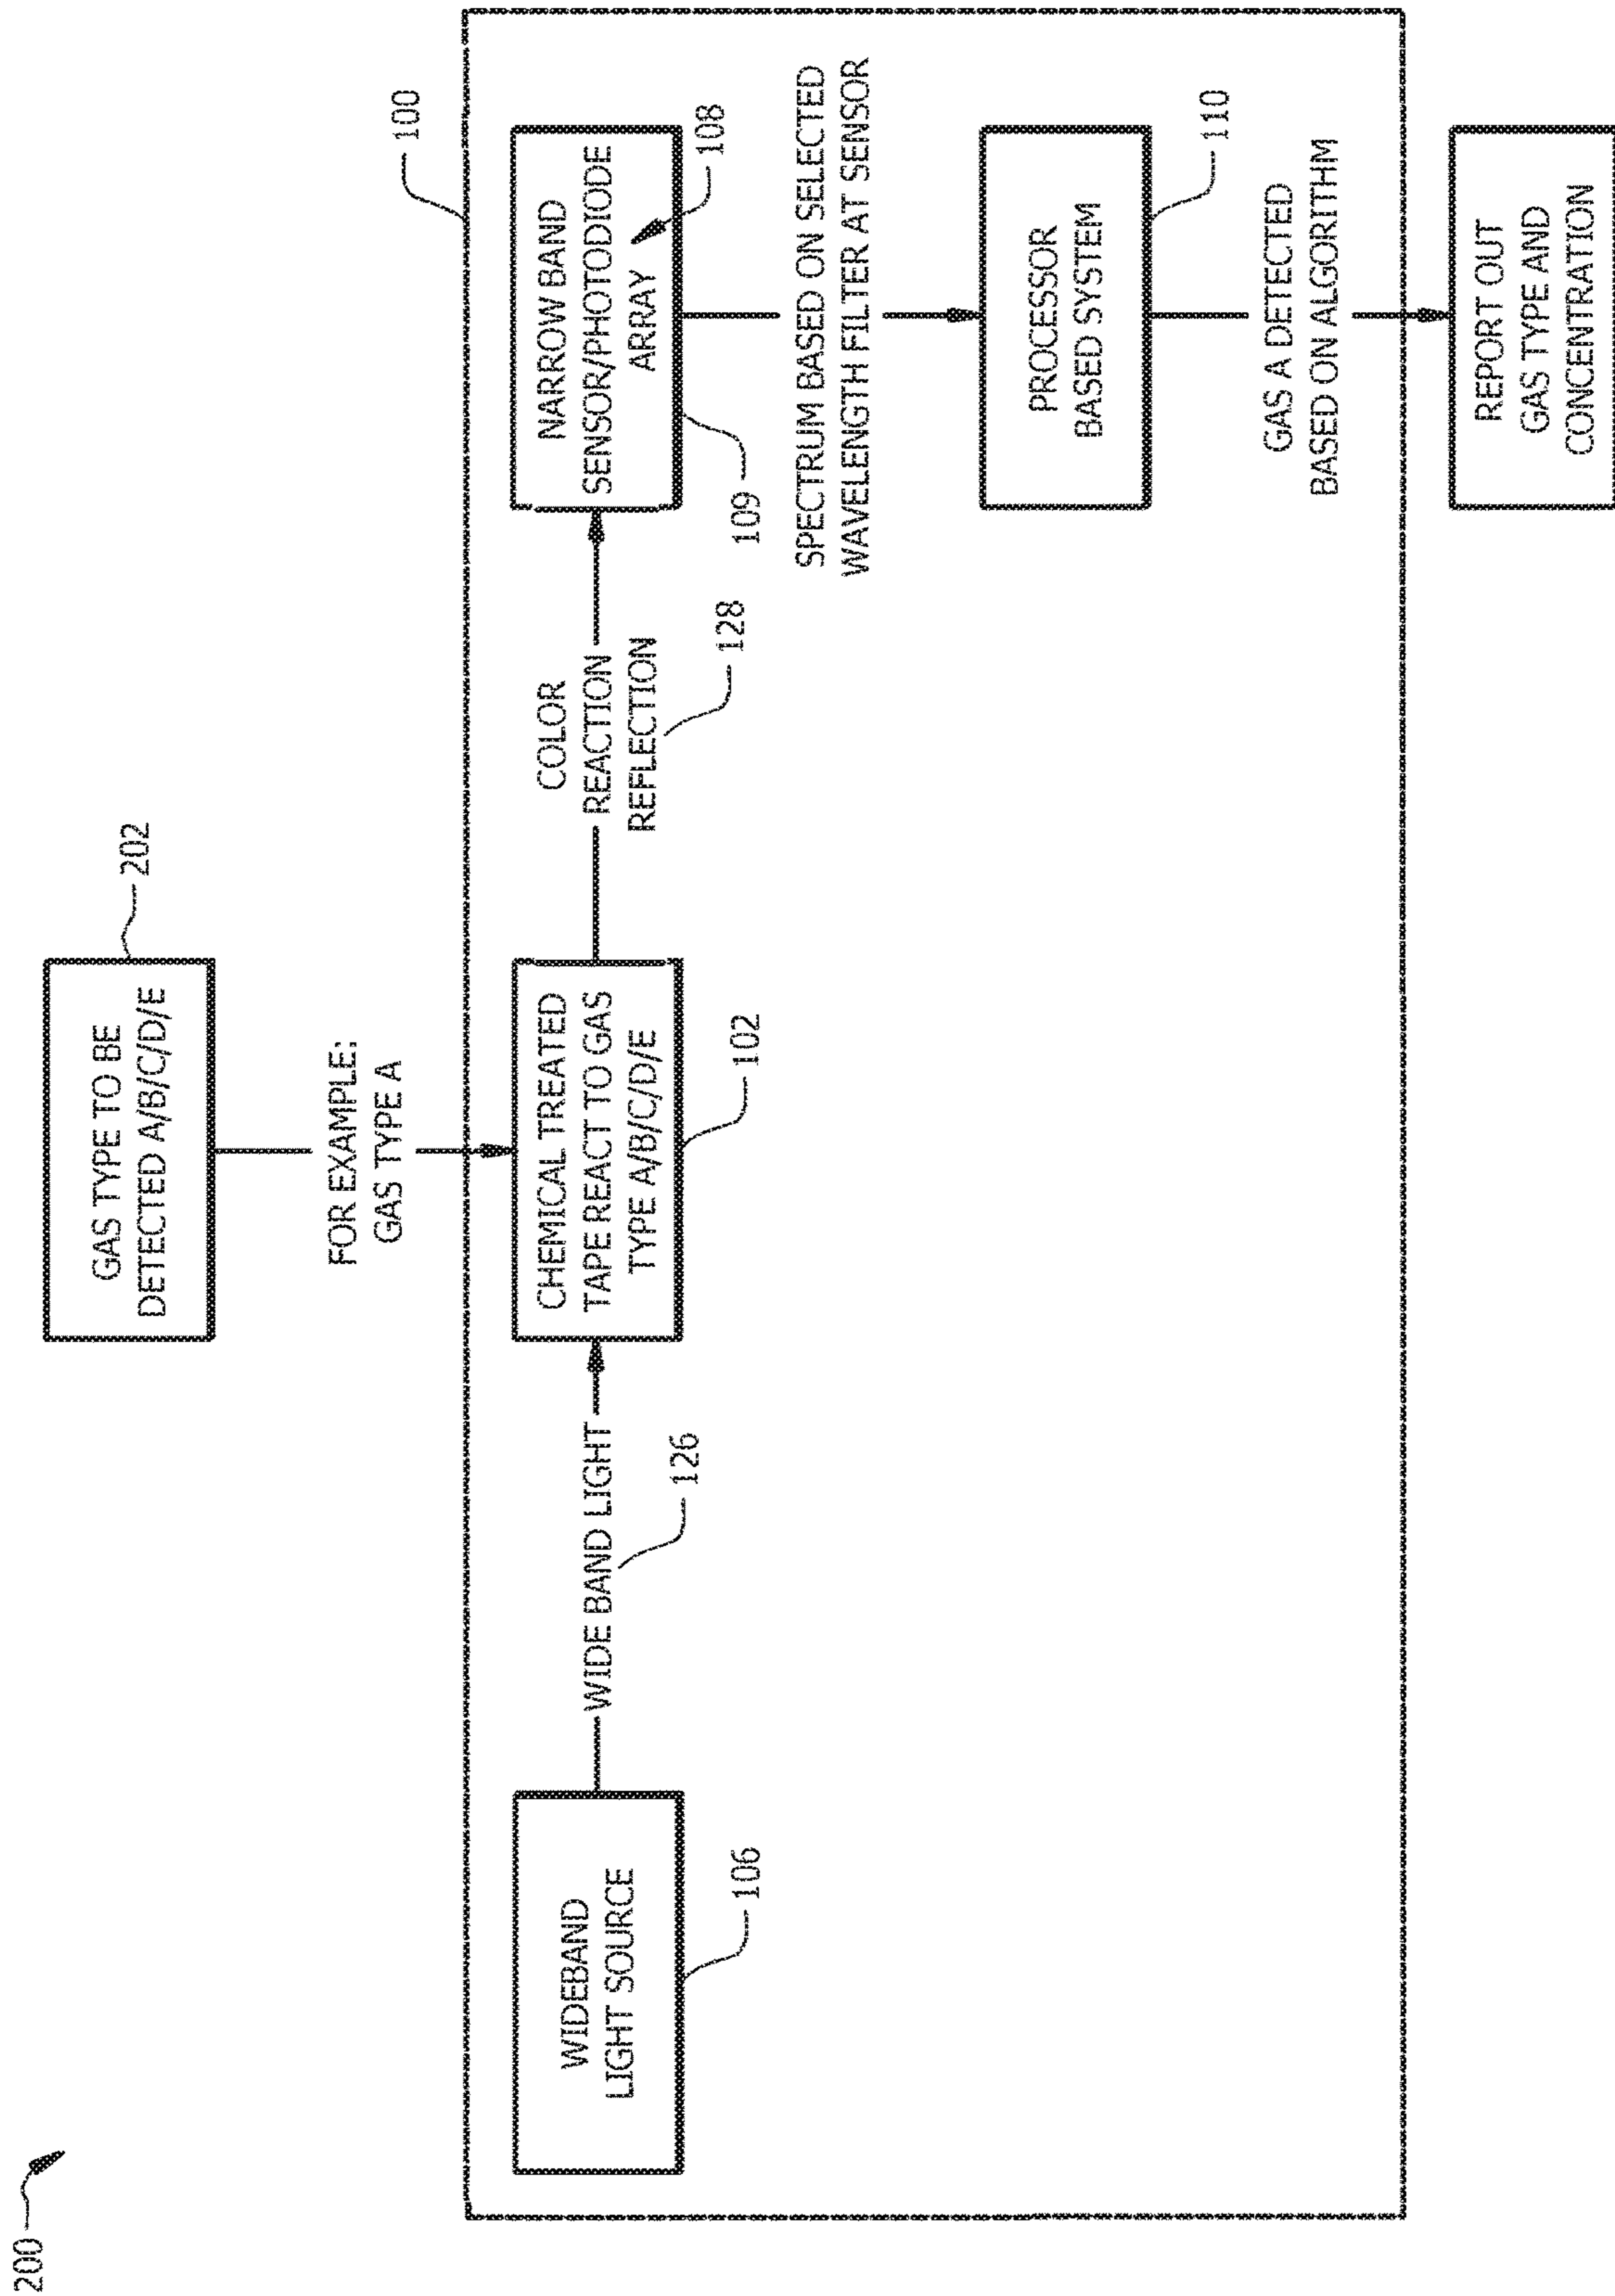 200
GAS TYPE TO BE
DETECTED A/B/C/D/E
202
FOR EXAMPLE:
GAS TYPE A
100
WIDEBAND
LIGHT SOURCE
106
WIDE BAND LIGHT
126
CHEMICAL TREATED
TAPE REACT TO GAS
TYPE A/B/C/D/E
102
COLOR
REACTION
REFLECTION
128
NARROW BAND
SENSOR/PHOTODIODE
ARRAY
108
109
SPECTRUM BASED ON SELECTED
WAVELENGTH FILTER AT SENSOR
PROCESSOR
BASED SYSTEM
110
GAS A DETECTED
BASED ON ALGORITHM
REPORT OUT
GAS TYPE AND
CONCENTRATION